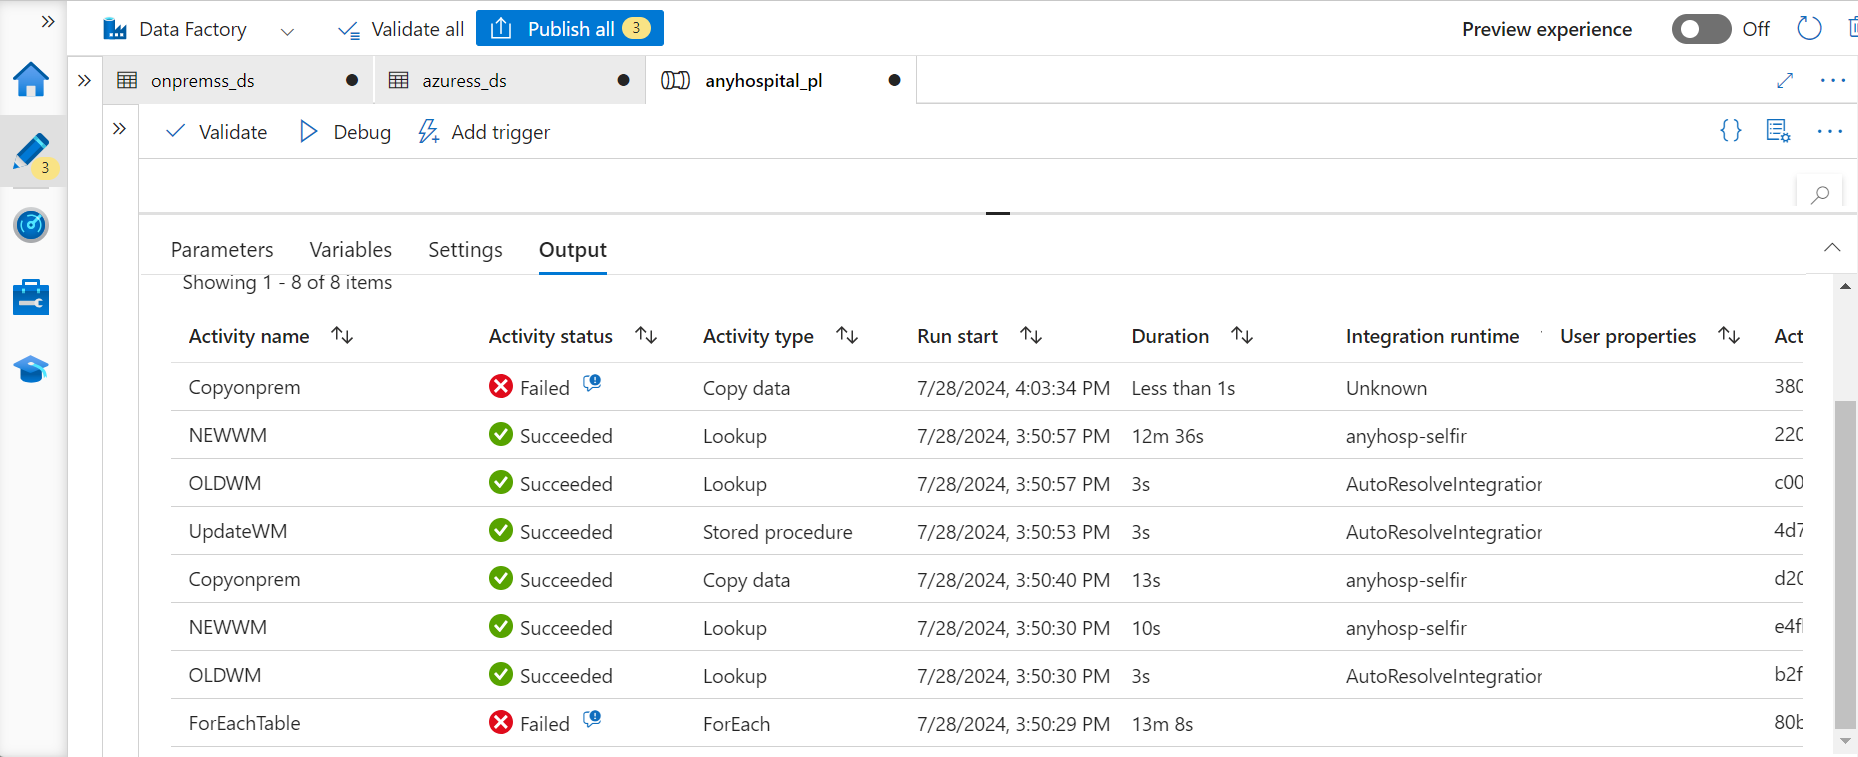 Data Factory Validate all Publish all 3 Preview experience Off
onpremss_ds azuress_ds anyhospital_pl
Validate Debug Add trigger
3
Parameters Variables Settings Output
Showing 1 - 8 of 8 items
Activity name Activity status Activity type Run start Duration Integration runtime User properties Act
Copyonprem Failed Copy data 7/28/2024, 4:03:34 PM Less than 1s Unknown 380
NEWWM Succeeded Lookup 7/28/2024, 3:50:57 PM 12m 36s anyhosp-selfir 220
OLDWM Succeeded Lookup 7/28/2024, 3:50:57 PM 3s AutoResolveIntegration c00
UpdateWM Succeeded Stored procedure 7/28/2024, 3:50:53 PM 3s AutoResolveIntegration 4d7
Copyonprem Succeeded Copy data 7/28/2024, 3:50:40 PM 13s anyhosp-selfir d20
NEWWM Succeeded Lookup 7/28/2024, 3:50:30 PM 10s anyhosp-selfir e4f
OLDWM Succeeded Lookup 7/28/2024, 3:50:30 PM 3s AutoResolveIntegration b2f
ForEachTable Failed ForEach 7/28/2024, 3:50:29 PM 13m 8s 80b